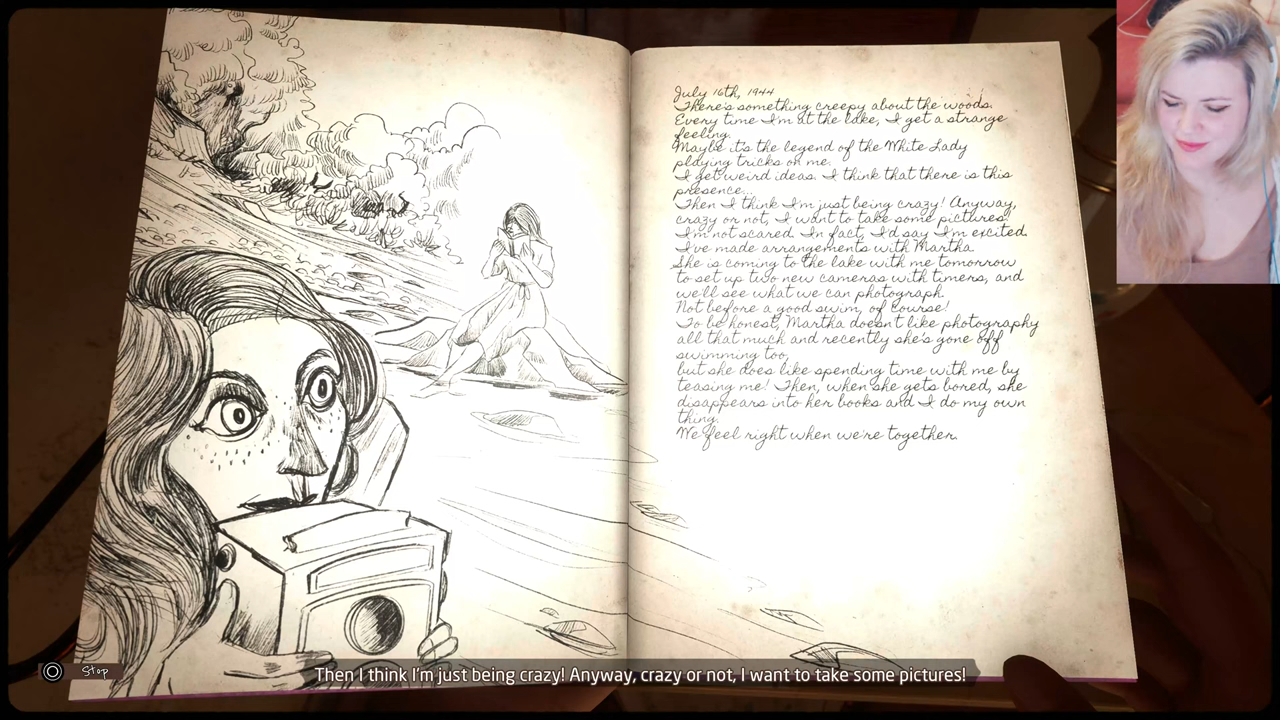 July 16th, 1944
There's something creepy about the woods.
Every time I'm at the lake, I get a strange
feeling.
Maybe it's the legend of the White Lady
playing tricks on me.
I get weird ideas. I think that there is this
presence...
Then I think I'm just being crazy! Anyway,
crazy or not, I want to take some pictures!
I'm not scared. In fact, I'd say I'm excited.
I've made arrangements with Martha
She is coming to the lake with me tomorrow
to set up two new cameras with timers, and
we'll see what we can photograph.
Not before a good swim, of course!
To be honest, Martha doesn't like photography
all that much and recently she's gone off
swimming too,
but she does like spending time with me by
teasing me! Then, when she gets bored, she
disappears into her books and I do my own
thing.
We feel right when we're together.
Stop
Then I think I'm just being crazy! Anyway, crazy or not, I want to take some pictures!